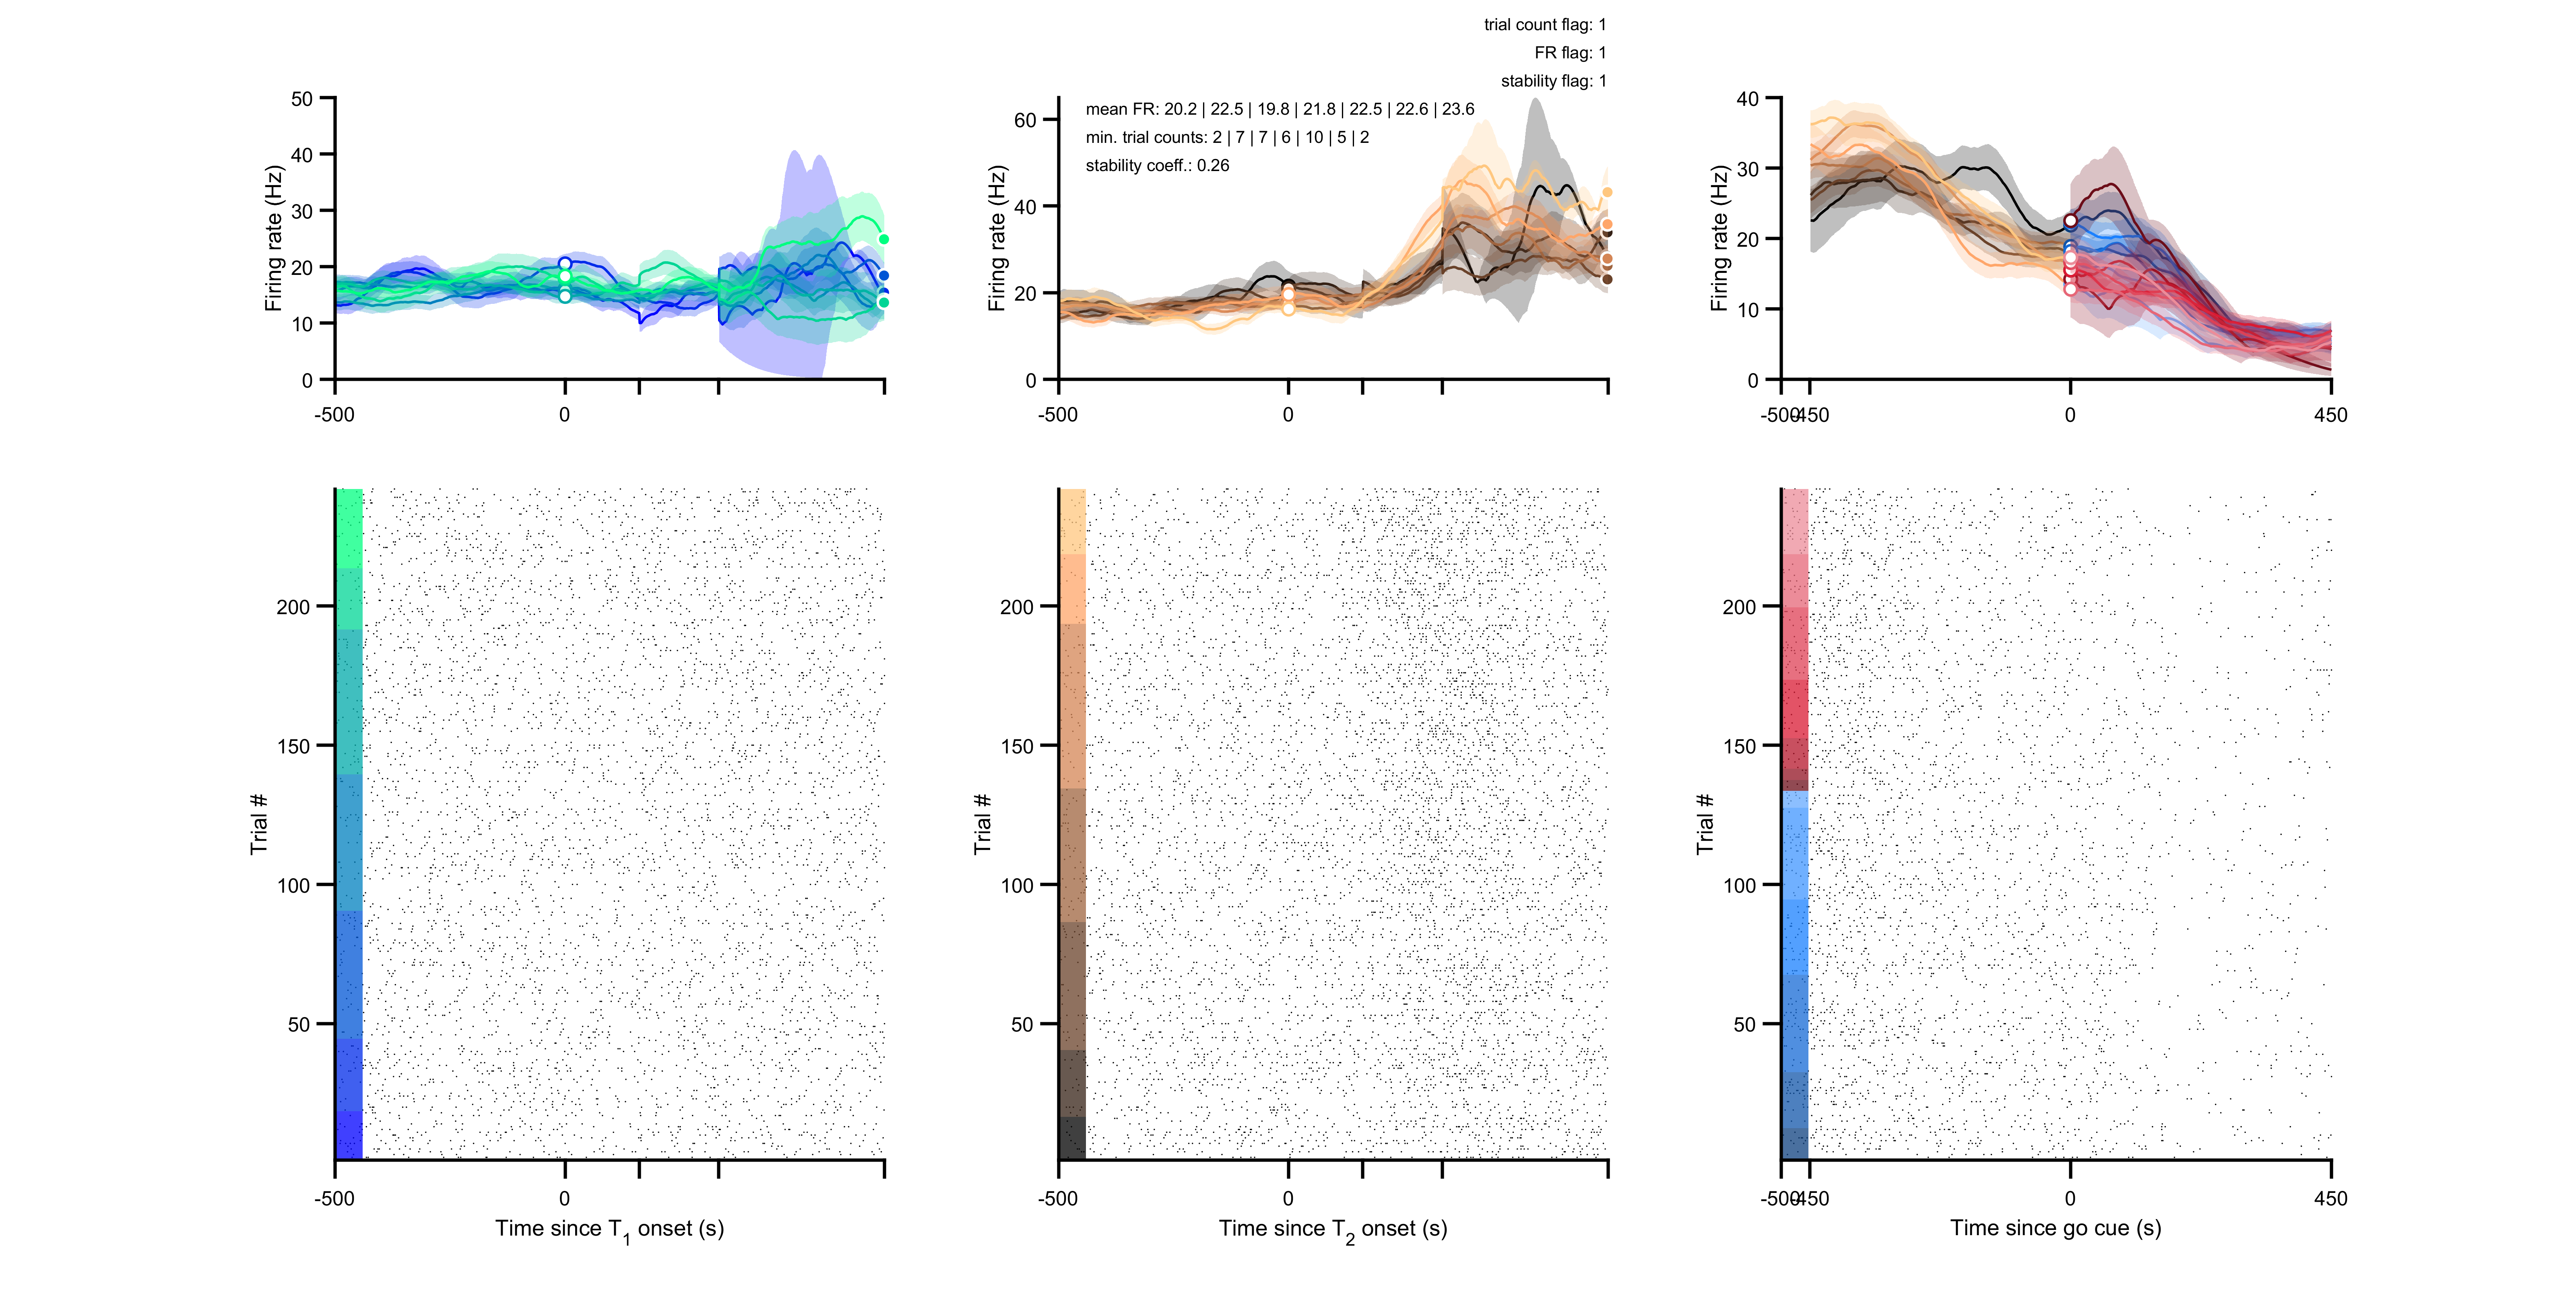 trial count flag: 1
FR flag: 1
stability flag: 1
mean FR: 20.2 | 22.5 | 19.8 | 21.8 | 22.5 | 22.6 | 23.6
min. trial counts: 2 | 7 | 7 | 6 | 10 | 5 | 2
stability coeff.: 0.26
Firing rate (Hz)
50
40
30
20
10
0
-500
0
Firing rate (Hz)
60
40
20
0
-500
0
Firing rate (Hz)
40
30
20
10
0
-500
-450
0
450
Trial #
200
150
100
50
-500
0
Time since T1 onset (s)
Trial #
200
150
100
50
-500
0
Time since T2 onset (s)
Trial #
200
150
100
50
-500
-450
0
450
Time since go cue (s)